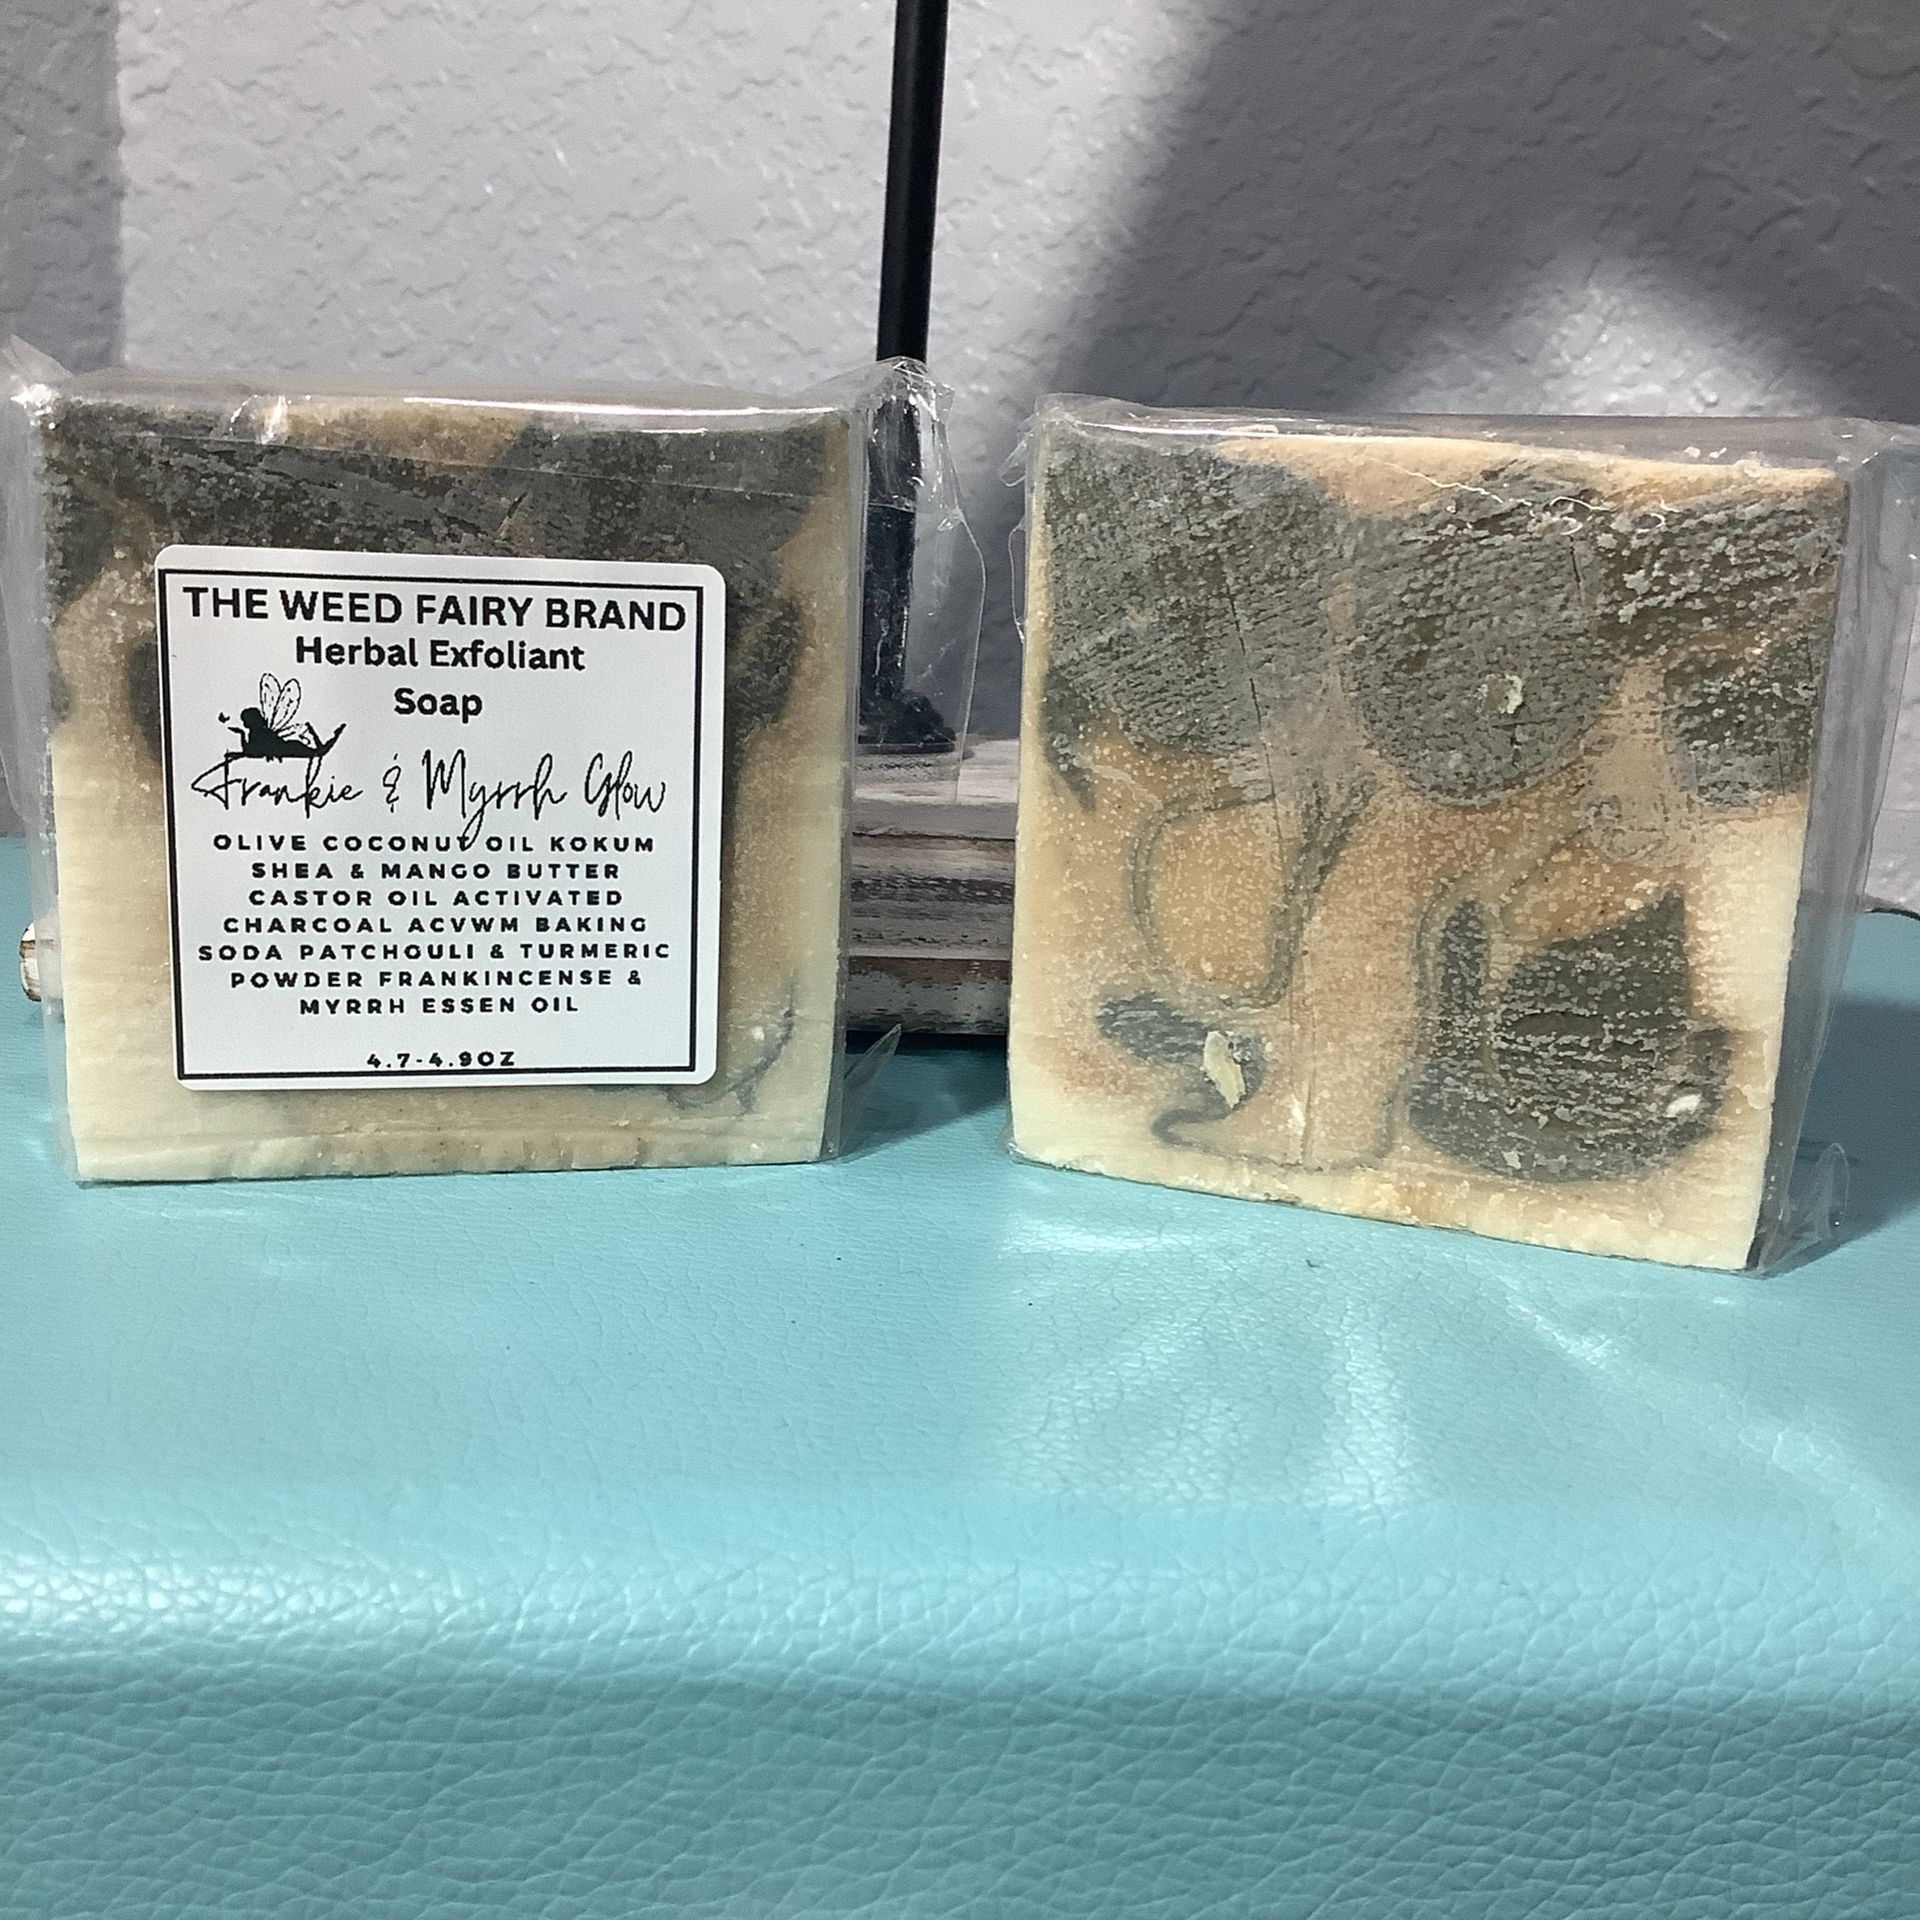 THE WEED FAIRY BRAND
Herbal Exfoliant
Soap
Frankie & Myrrh Glow
OLIVE COCONUT OIL KOKUM
SHEA & MANGO BUTTER
CASTOR OIL ACTIVATED
CHARCOAL ACVWM BAKING
SODA PATCHOULI & TURMERIC
POWDER FRANKINCENSE &
MYRRH ESSEN OIL
4.7-4.9OZ